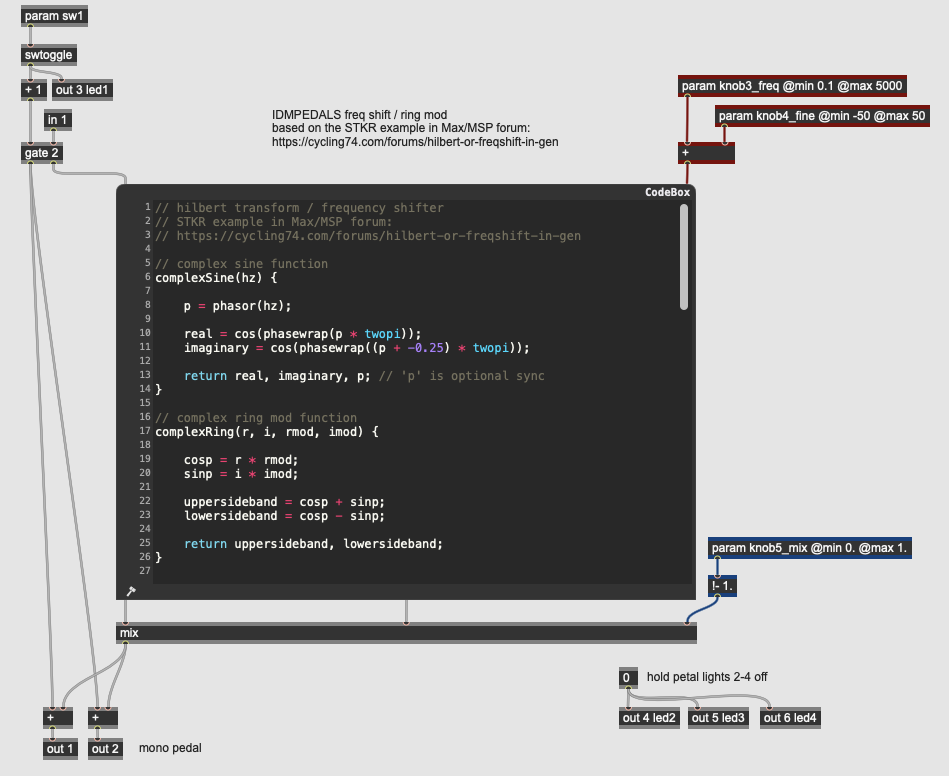 param sw1
swtoggle
+ 1
out 3 led1
in 1
gate 2
IDMPEDALS freq shift / ring mod
based on the STKR example in Max/MSP forum:
https://cycling74.com/forums/hilbert-or-freqshift-in-gen
param knob3_freq @min 0.1 @max 5000
param knob4_fine @min -50 @max 50
+
CodeBox
1 // hilbert transform / frequency shifter
2 // STKR example in Max/MSP forum:
3 // https://cycling74.com/forums/hilbert-or-freqshift-in-gen
4
5 // complex sine function
6 complexSine(hz) {
7
8 p = phasor(hz);
9
10 real = cos(phasewrap(p * twopi));
11 imaginary = cos(phasewrap((p + -0.25) * twopi));
12
13 return real, imaginary, p; // 'p' is optional sync
14 }
15
16 // complex ring mod function
17 complexRing(r, i, rmod, imod) {
18
19 cosp = r * rmod;
20 sinp = i * imod;
21
22 uppersideband = cosp + sinp;
23 lowersideband = cosp - sinp;
24
25 return uppersideband, lowersideband;
26 }
27
param knob5_mix @min 0. @max 1.
!- 1.
mix
0
hold petal lights 2-4 off
out 4 led2
out 5 led3
out 6 led4
+
+
out 1
out 2
mono pedal